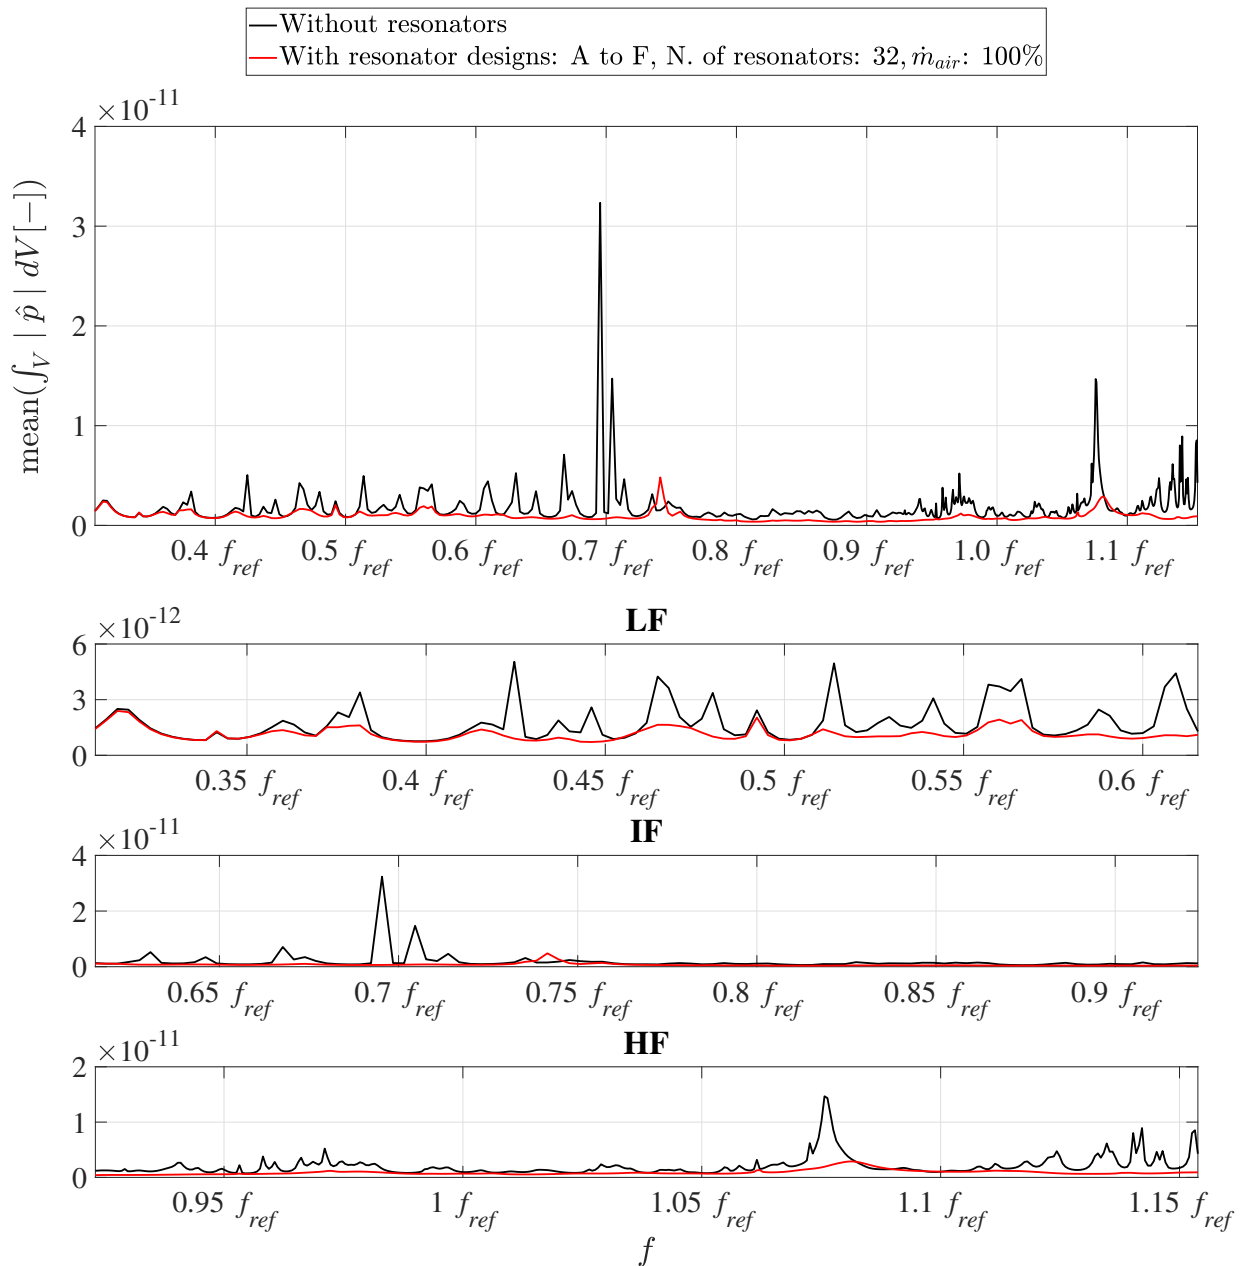 Without resonators
With resonator designs: A to F, N. of resonators: 32, ṁ_air: 100%
×10^-11
mean(∫_V | p̂ | dV[−])
4
3
2
1
0
0.4 f_ref 0.5 f_ref 0.6 f_ref 0.7 f_ref 0.8 f_ref 0.9 f_ref 1.0 f_ref 1.1 f_ref
LF
×10^-12
6
3
0
0.35 f_ref 0.4 f_ref 0.45 f_ref 0.5 f_ref 0.55 f_ref 0.6 f_ref
IF
×10^-11
4
2
0
0.65 f_ref 0.7 f_ref 0.75 f_ref 0.8 f_ref 0.85 f_ref 0.9 f_ref
HF
×10^-11
2
1
0
0.95 f_ref 1 f_ref 1.05 f_ref 1.1 f_ref 1.15 f_ref
f